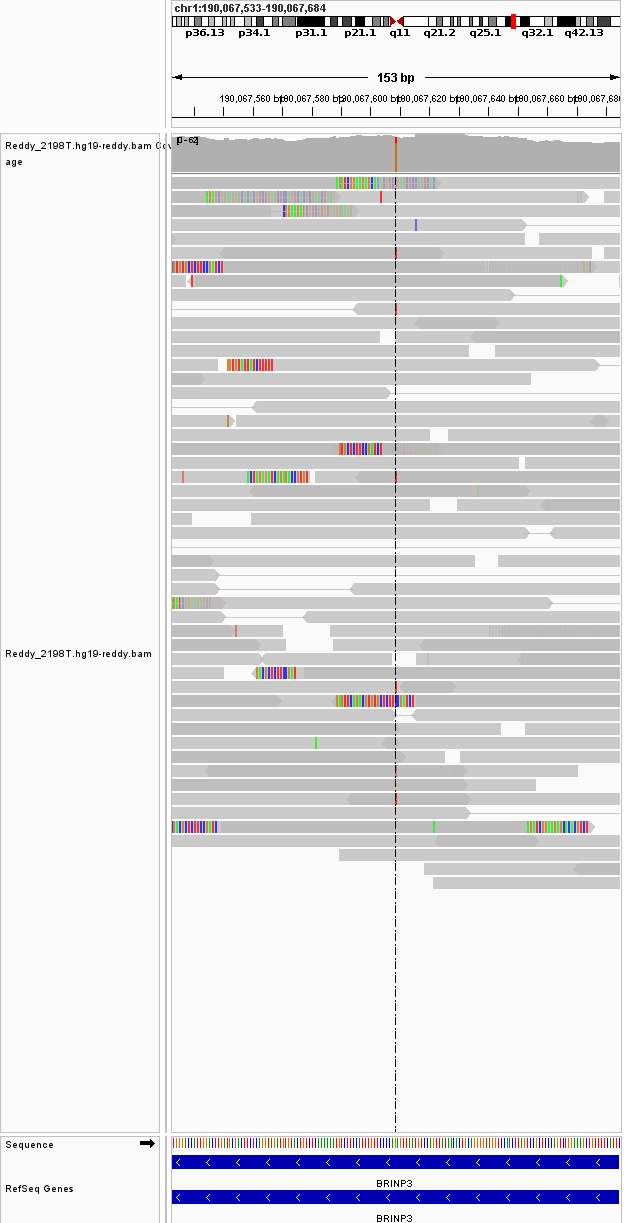 chr1:190,067,533-190,067,684
p36.13 p34.1 p31.1 p21.1 q11 q21.2 q25.1 q32.1 q42.13
153 bp
190,067,560 bp 190,067,580 bp 190,067,600 bp 190,067,620 bp 190,067,640 bp 190,067,660 bp 190,067,680
Reddy_2198T.hg19-reddy.bam Cov
age
[0-62]
Reddy_2198T.hg19-reddy.bam
Sequence
RefSeq Genes
BRINP3
BRINP3